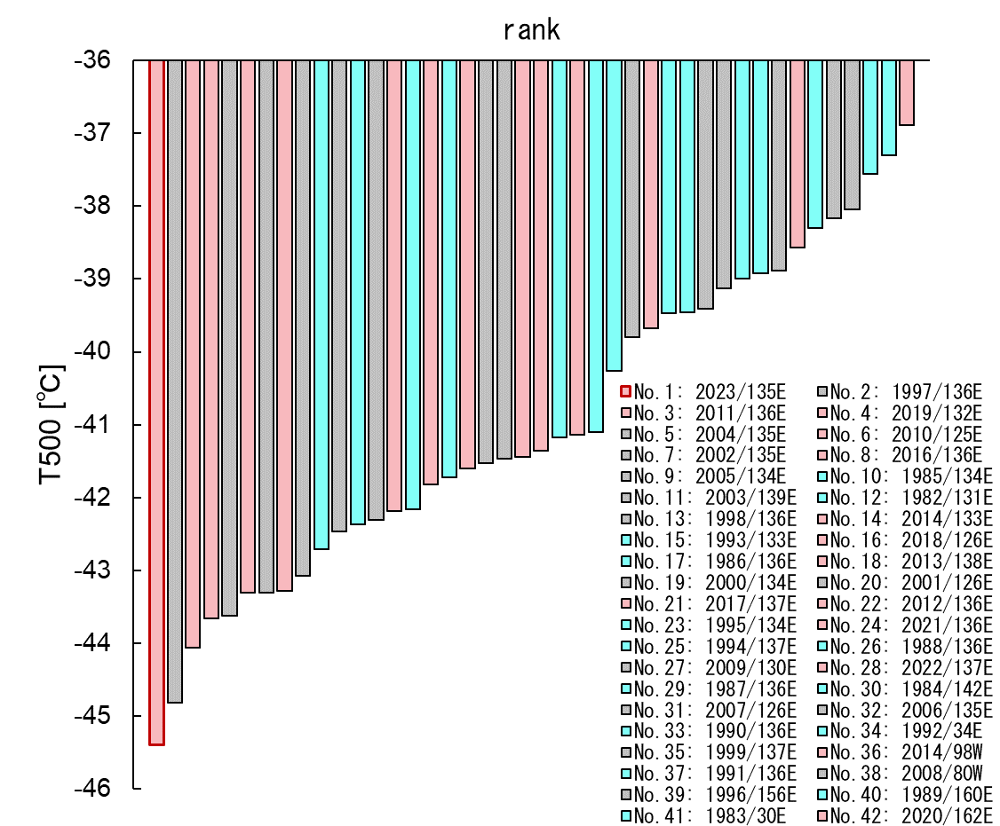 rank
-36
-37
-38
-39
-40
-41
-42
-43
-44
-45
-46
T500 [℃]
No.1: 2023/135E No.2: 1997/136E
No.3: 2011/136E No.4: 2019/132E
No.5: 2004/135E No.6: 2010/125E
No.7: 2002/135E No.8: 2016/136E
No.9: 2005/134E No.10: 1985/134E
No.11: 2003/139E No.12: 1982/131E
No.13: 1998/136E No.14: 2014/133E
No.15: 1993/133E No.16: 2018/126E
No.17: 1986/136E No.18: 2013/138E
No.19: 2000/134E No.20: 2001/126E
No.21: 2017/137E No.22: 2012/136E
No.23: 1995/134E No.24: 2021/136E
No.25: 1994/137E No.26: 1988/136E
No.27: 2009/130E No.28: 2022/137E
No.29: 1987/136E No.30: 1984/142E
No.31: 2007/126E No.32: 2006/135E
No.33: 1990/136E No.34: 1992/34E
No.35: 1999/137E No.36: 2014/98W
No.37: 1991/136E No.38: 2008/80W
No.39: 1996/156E No.40: 1989/160E
No.41: 1983/30E No.42: 2020/162E